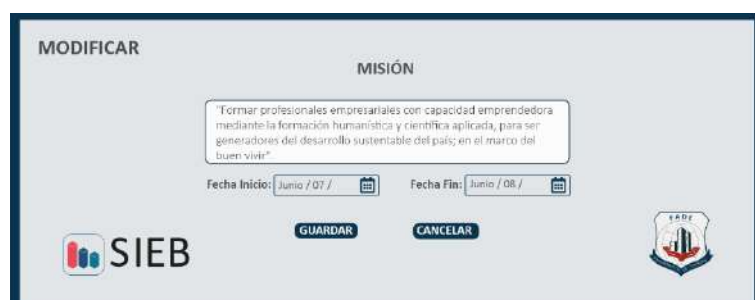 MODIFICAR
MISIÓN
"Formar profesionales empresariales con capacidad emprendedora
mediante la formación humanística y científica aplicada, para ser
generadores del desarrollo sustentable del país; en el marco del
buen vivir"
Fecha Inicio: Junio / 07 / Fecha Fin: Junio / 08 /
GUARDAR CANCELAR
SIEB
FADE